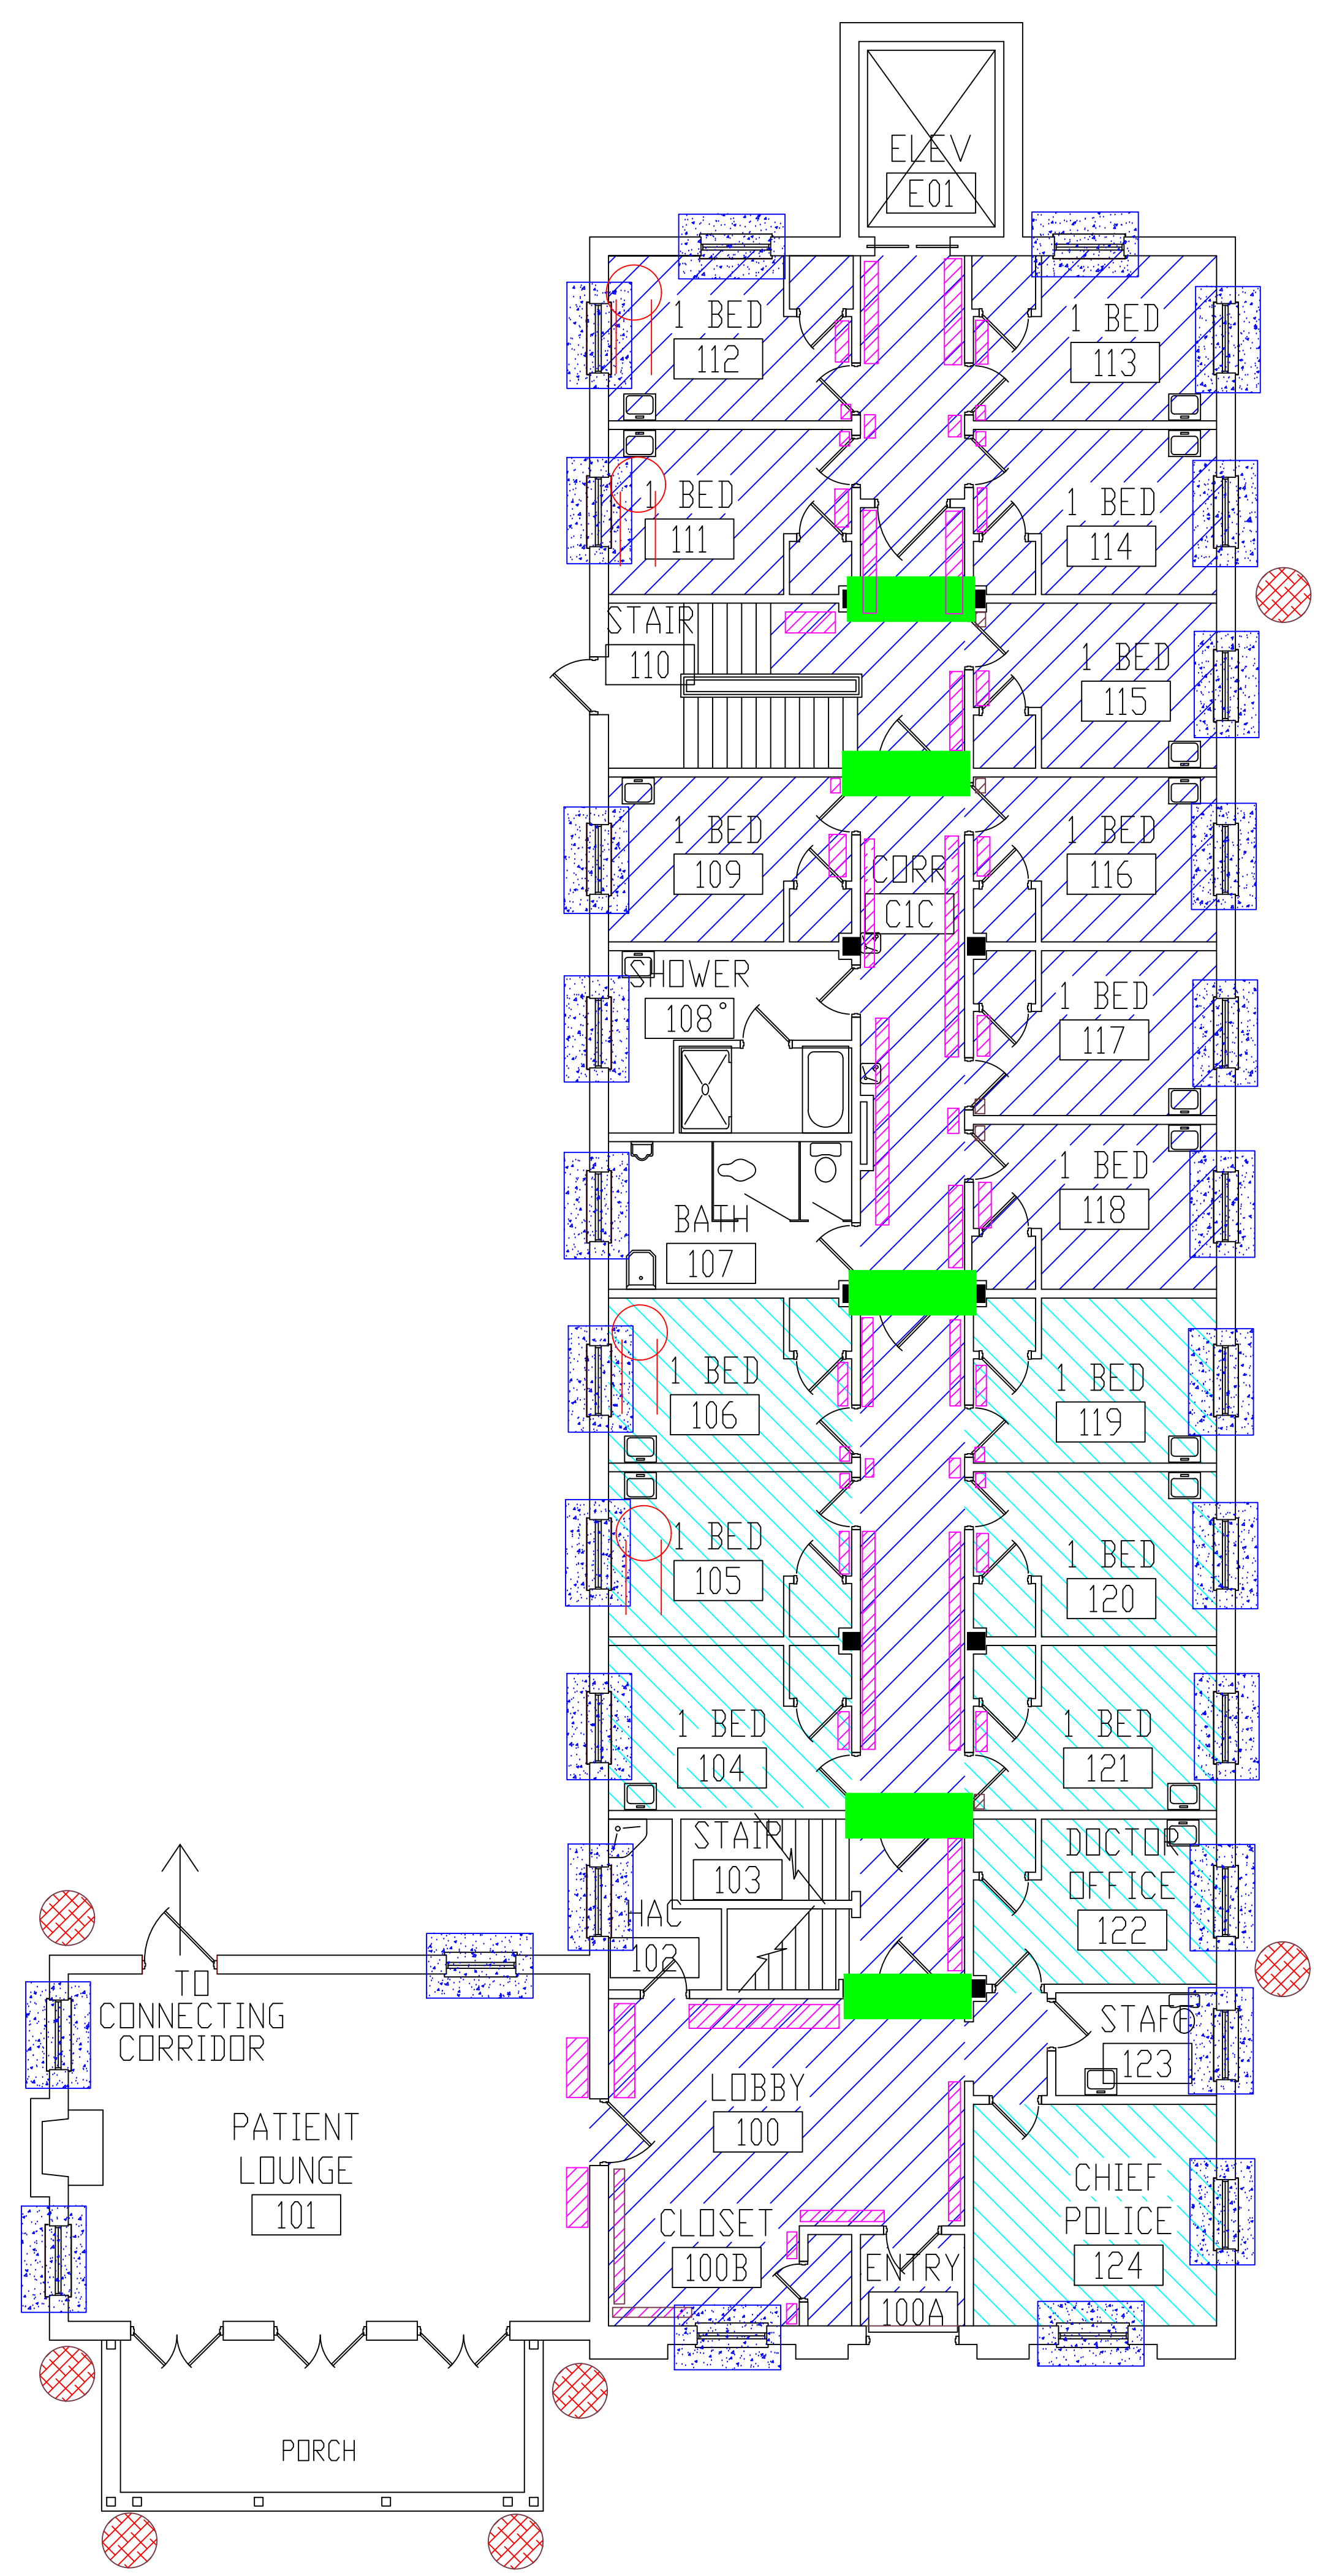 ELEV
E01
1 BED
112
1 BED
113
1 BED
111
1 BED
114
STAIR
110
1 BED
115
1 BED
109
CORR
C1C
1 BED
116
SHOWER
108
1 BED
117
BATH
107
1 BED
118
1 BED
106
1 BED
119
1 BED
105
1 BED
120
1 BED
104
1 BED
121
STAIR
103
DOCTOR
OFFICE
122
HAC
102
TO
CONNECTING
CORRIDOR
STAFF
123
LOBBY
100
PATIENT
LOUNGE
101
CHIEF
POLICE
124
CLOSET
100B
ENTRY
100A
PORCH